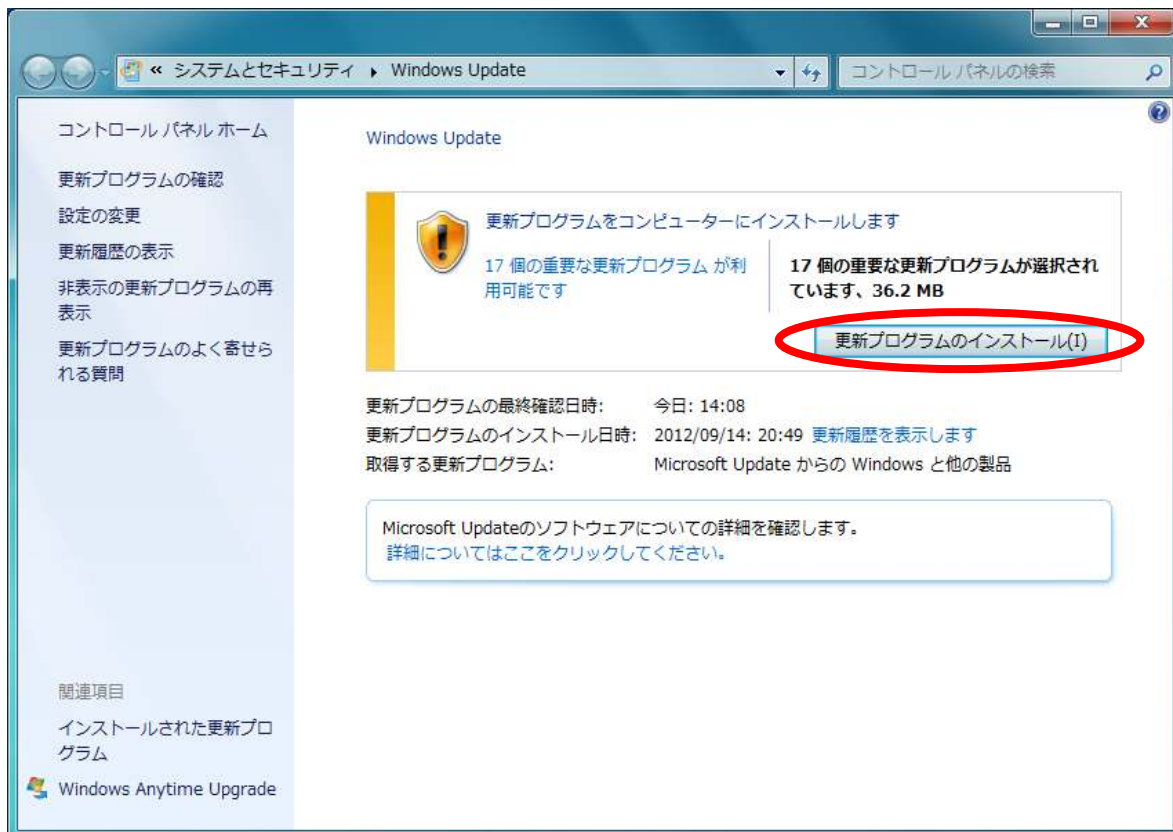 « システムとセキュリティ ▸ Windows Update
コントロール パネルの検索
コントロール パネル ホーム
更新プログラムの確認
設定の変更
更新履歴の表示
非表示の更新プログラムの再
表示
更新プログラムのよく寄せら
れる質問
関連項目
インストールされた更新プロ
グラム
Windows Anytime Upgrade
Windows Update
更新プログラムをコンピューターにインストールします
17 個の重要な更新プログラム が利
用可能です
17 個の重要な更新プログラムが選択され
ています、36.2 MB
更新プログラムのインストール(I)
更新プログラムの最終確認日時: 今日: 14:08
更新プログラムのインストール日時: 2012/09/14: 20:49 更新履歴を表示します
取得する更新プログラム: Microsoft Update からの Windows と他の製品
Microsoft Updateのソフトウェアについての詳細を確認します。
詳細についてはここをクリックしてください。